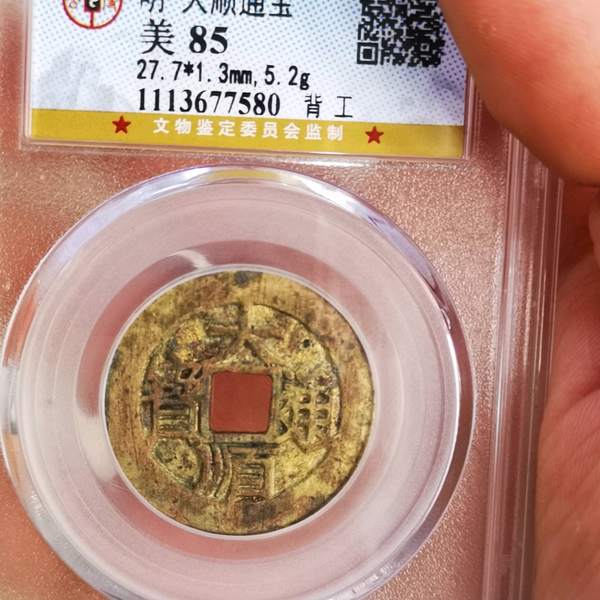 明 大顺通宝
美 85
27.7*1.3mm,5.2g
1113677580 背 工
文物鉴定委员会监制
大順通寶